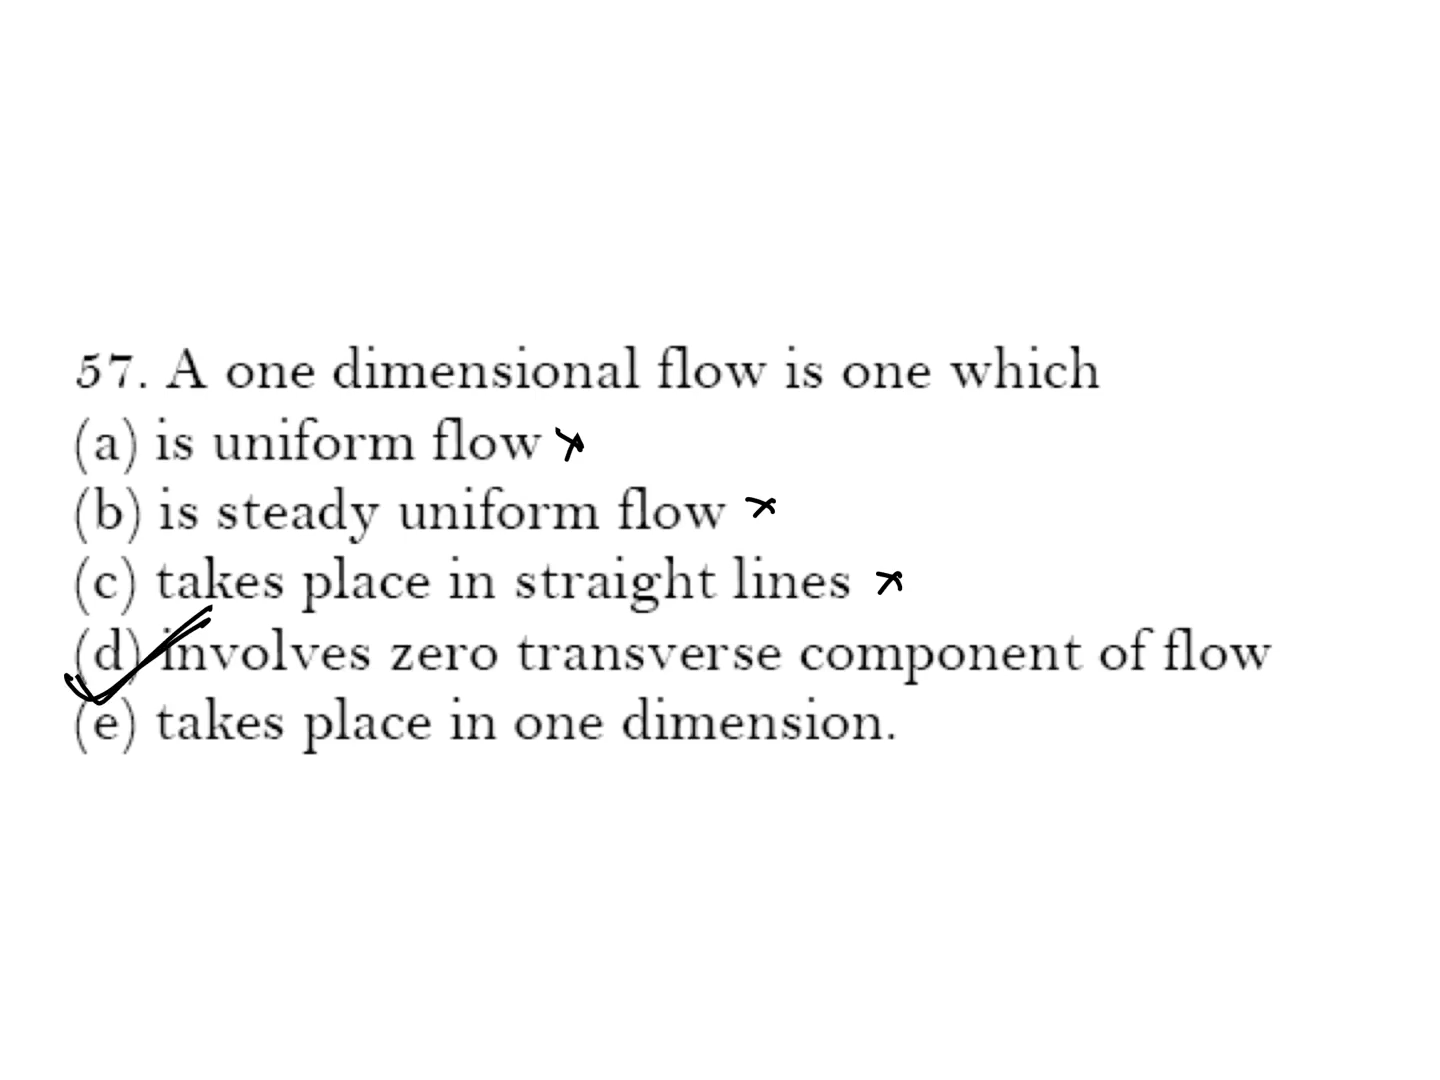 57. A one dimensional flow is one which
(a) is uniform flow
(b) is steady uniform flow
(c) takes place in straight lines
(d) involves zero transverse component of flow
(e) takes place in one dimension.